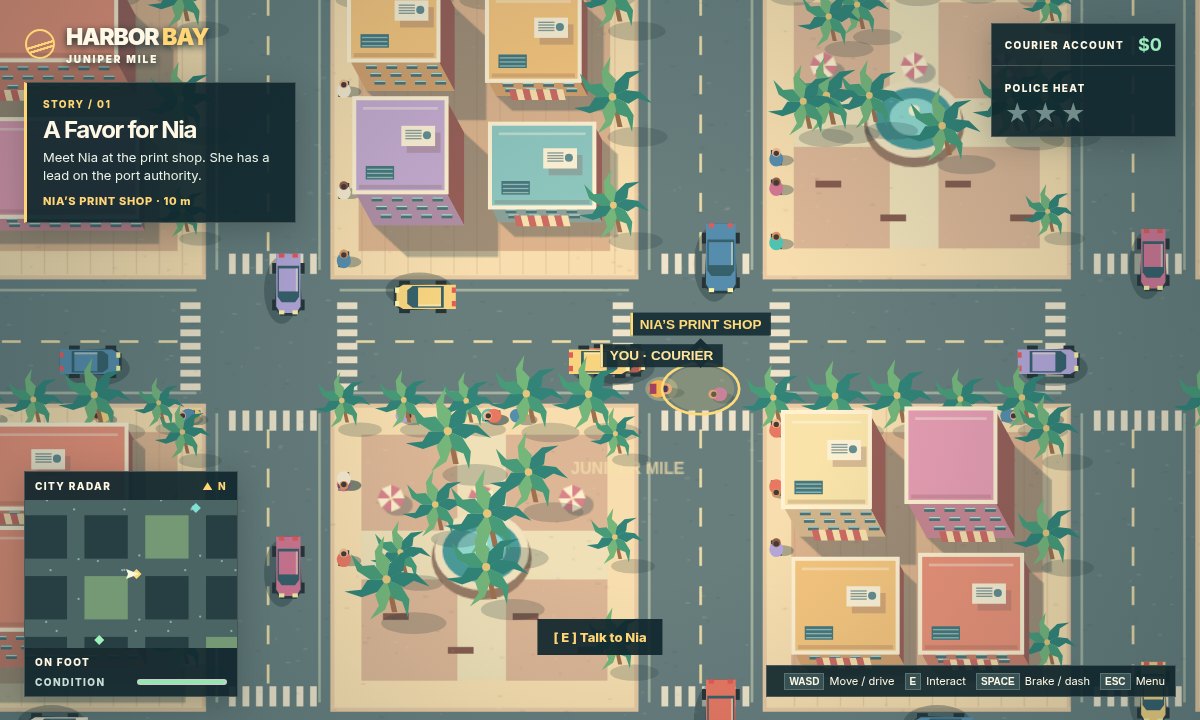 HARBOR BAY
JUNIPER MILE
STORY / 01
A Favor for Nia
Meet Nia at the print shop. She has a
lead on the port authority.
NIA'S PRINT SHOP · 10 m
COURIER ACCOUNT $0
POLICE HEAT
NIA'S PRINT SHOP
YOU · COURIER
JUNIPER MILE
CITY RADAR N
ON FOOT
CONDITION
[ E ] Talk to Nia
WASD Move / drive E Interact SPACE Brake / dash ESC Menu